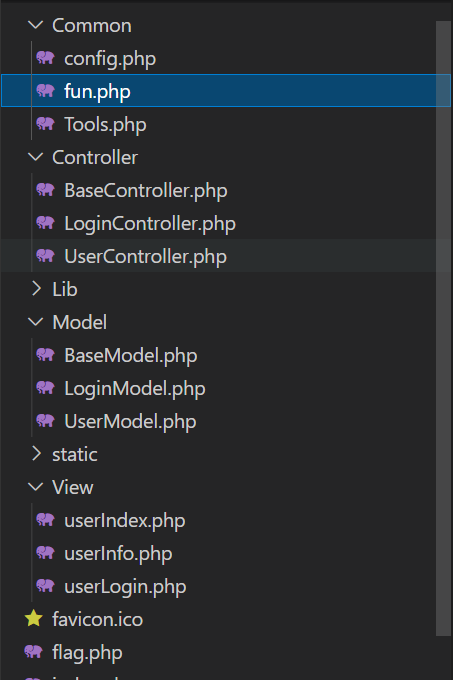 Common
config.php
fun.php
Tools.php
Controller
BaseController.php
LoginController.php
UserController.php
Lib
Model
BaseModel.php
LoginModel.php
UserModel.php
static
View
userIndex.php
userInfo.php
userLogin.php
favicon.ico
flag.php